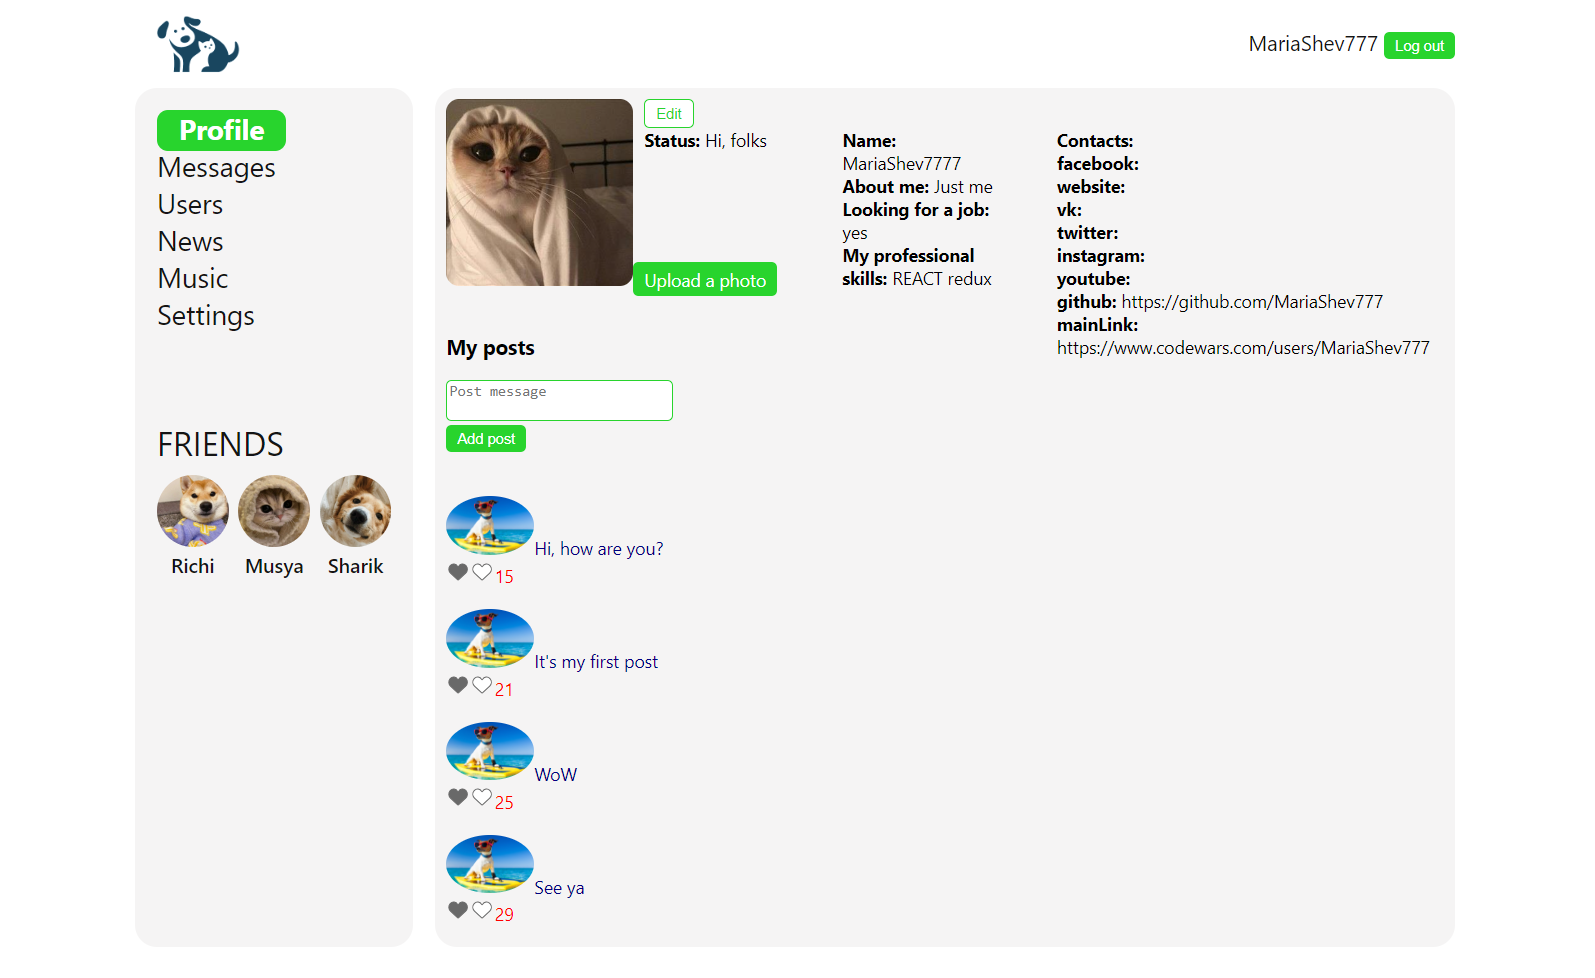 MariaShev777 Log out
Profile
Messages
Users
News
Music
Settings
FRIENDS
Richi Musya Sharik
Edit
Status: Hi, folks
Upload a photo
Name:
MariaShev7777
About me: Just me
Looking for a job:
yes
My professional
skills: REACT redux
Contacts:
facebook:
website:
vk:
twitter:
instagram:
youtube:
github: https://github.com/MariaShev777
mainLink:
https://www.codewars.com/users/MariaShev777
My posts
Post message
Add post
Hi, how are you?
15
It's my first post
21
WoW
25
See ya
29